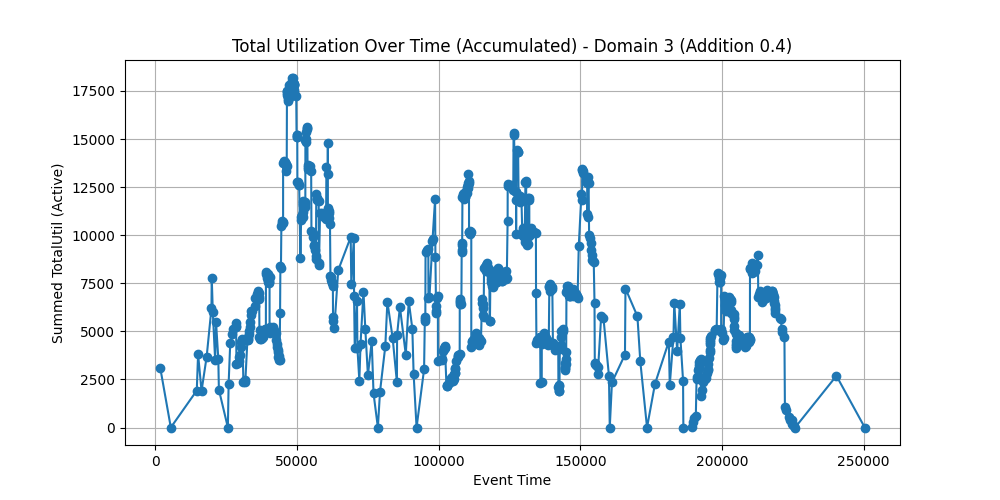 Total Utilization Over Time (Accumulated) - Domain 3 (Addition 0.4)
Summed TotalUtil (Active)
17500
15000
12500
10000
7500
5000
2500
0
0 50000 100000 150000 200000 250000
Event Time